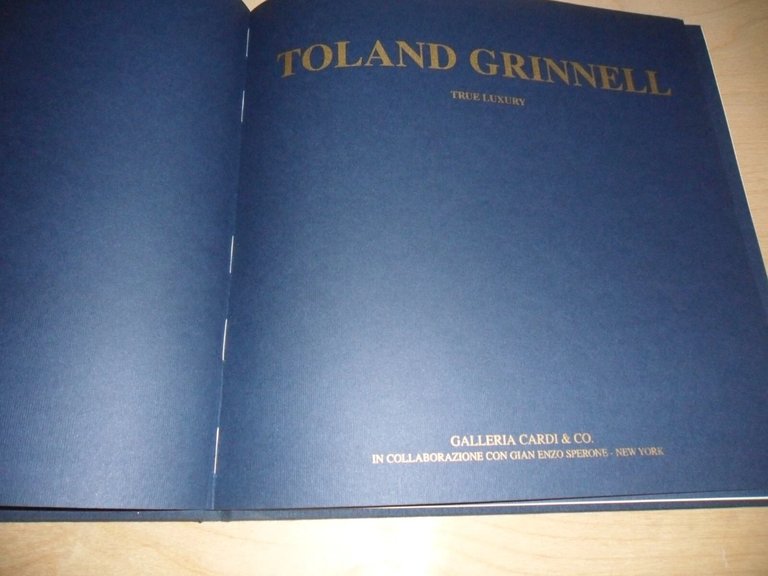 TOLAND GRINNELL
TRUE LUXURY
GALLERIA CARDI & CO.
IN COLLABORAZIONE CON GIAN ENZO SPERONE - NEW YORK